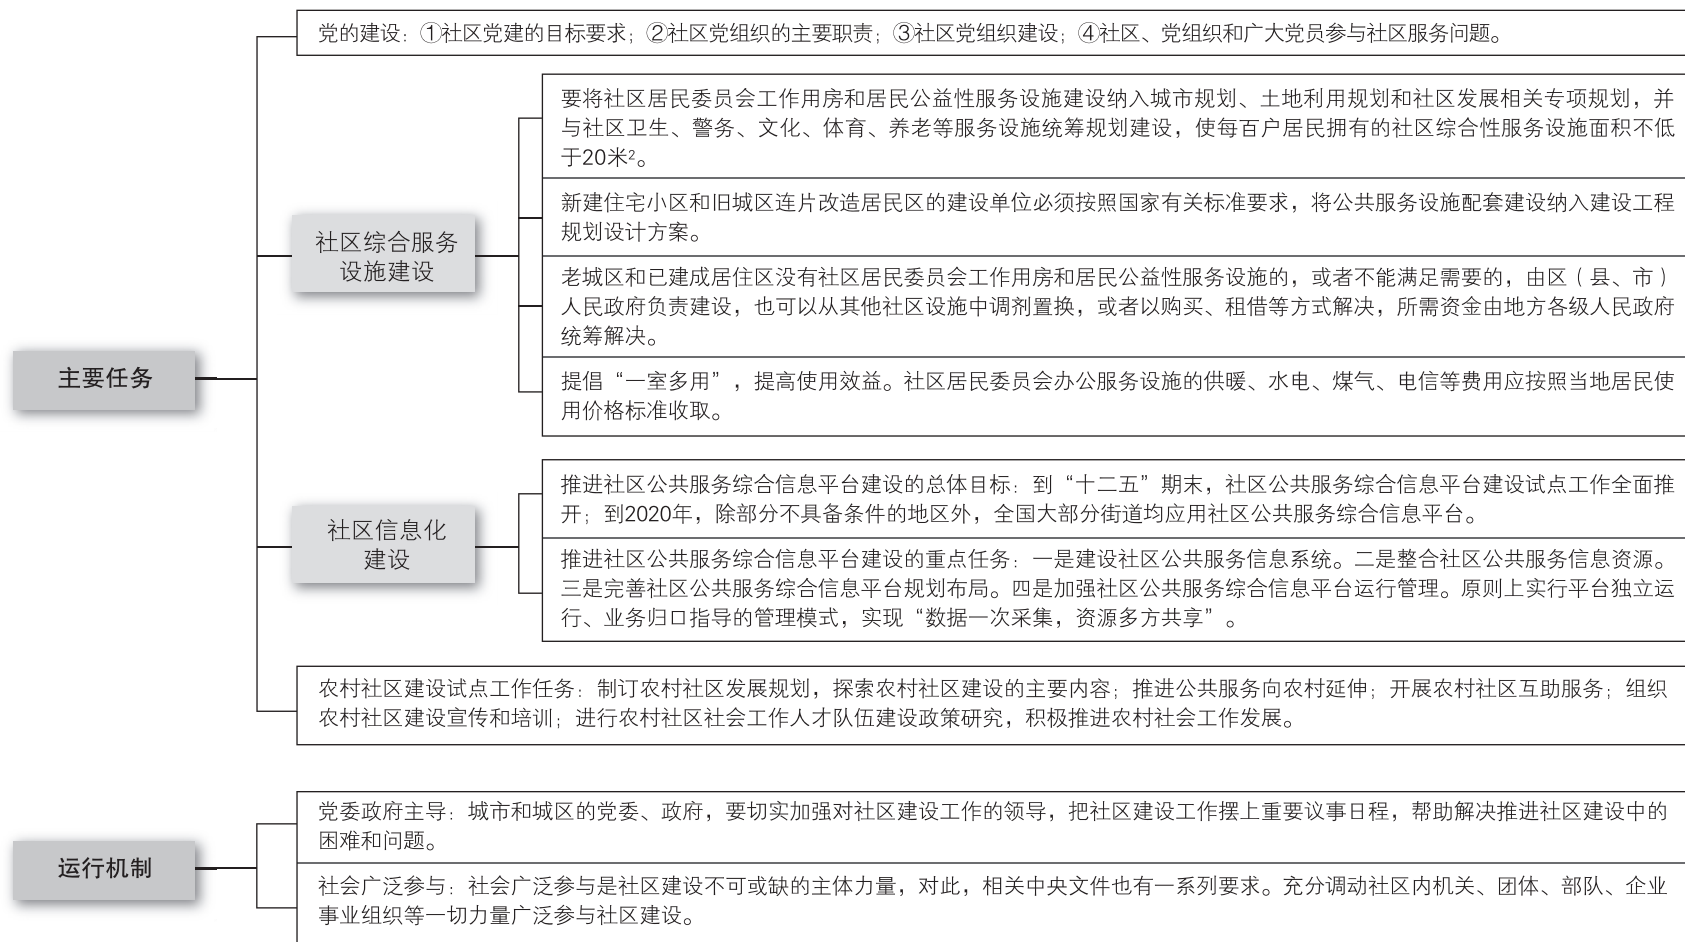 党的建设：①社区党建的目标要求；②社区党组织的主要职责；③社区党组织建设；④社区、党组织和广大党员参与社区服务问题。
要将社区居民委员会工作用房和居民公益性服务设施建设纳入城市规划、土地利用规划和社区发展相关专项规划，并
与社区卫生、警务、文化、体育、养老等服务设施统筹规划建设，使每百户居民拥有的社区综合性服务设施面积不低
于20米²。
新建住宅小区和旧城区连片改造居民区的建设单位必须按照国家有关标准要求，将公共服务设施配套建设纳入建设工程
规划设计方案。
社区综合服务
设施建设
老城区和已建成居住区没有社区居民委员会工作用房和居民公益性服务设施的，或者不能满足需要的，由区（县、市）
人民政府负责建设，也可以从其他社区设施中调剂置换，或者以购买、租借等方式解决，所需资金由地方各级人民政府
统筹解决。
主要任务
提倡“一室多用”，提高使用效益。社区居民委员会办公服务设施的供暖、水电、煤气、电信等费用应按照当地居民使
用价格标准收取。
推进社区公共服务综合信息平台建设的总体目标：到“十二五”期末，社区公共服务综合信息平台建设试点工作全面推
开；到2020年，除部分不具备条件的地区外，全国大部分街道均应用社区公共服务综合信息平台。
社区信息化
建设
推进社区公共服务综合信息平台建设的重点任务：一是建设社区公共服务信息系统。二是整合社区公共服务信息资源。
三是完善社区公共服务综合信息平台规划布局。四是加强社区公共服务综合信息平台运行管理。原则上实行平台独立运
行、业务归口指导的管理模式，实现“数据一次采集，资源多方共享”。
农村社区建设试点工作任务：制订农村社区发展规划，探索农村社区建设的主要内容；推进公共服务向农村延伸；开展农村社区互助服务；组织
农村社区建设宣传和培训；进行农村社区社会工作人才队伍建设政策研究，积极推进农村社会工作发展。
党委政府主导：城市和城区的党委、政府，要切实加强对社区建设工作的领导，把社区建设工作摆上重要议事日程，帮助解决推进社区建设中的
困难和问题。
运行机制
社会广泛参与：社会广泛参与是社区建设不可或缺的主体力量，对此，相关中央文件也有一系列要求。充分调动社区内机关、团体、部队、企业
事业组织等一切力量广泛参与社区建设。